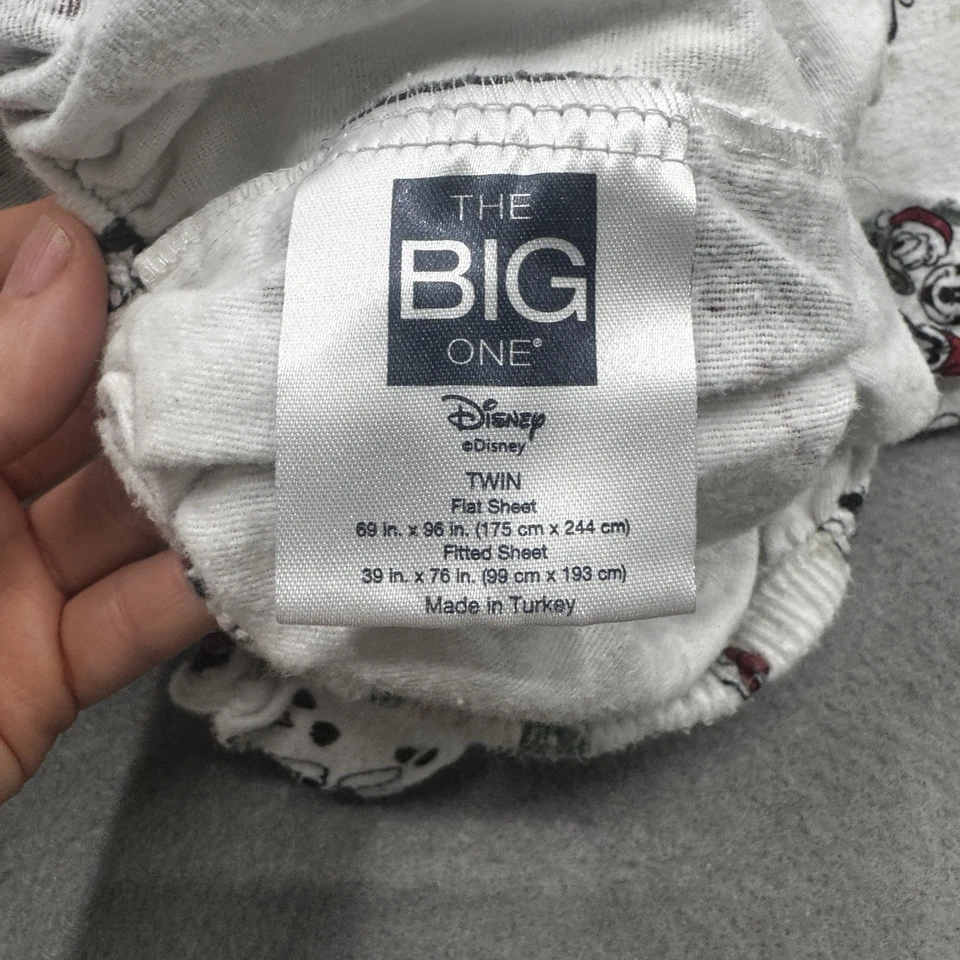 THE
BIG
ONE®
Disney
©Disney
TWIN
Flat Sheet
69 in. x 96 in. (175 cm x 244 cm)
Fitted Sheet
39 in. x 76 in. (99 cm x 193 cm)
Made in Turkey